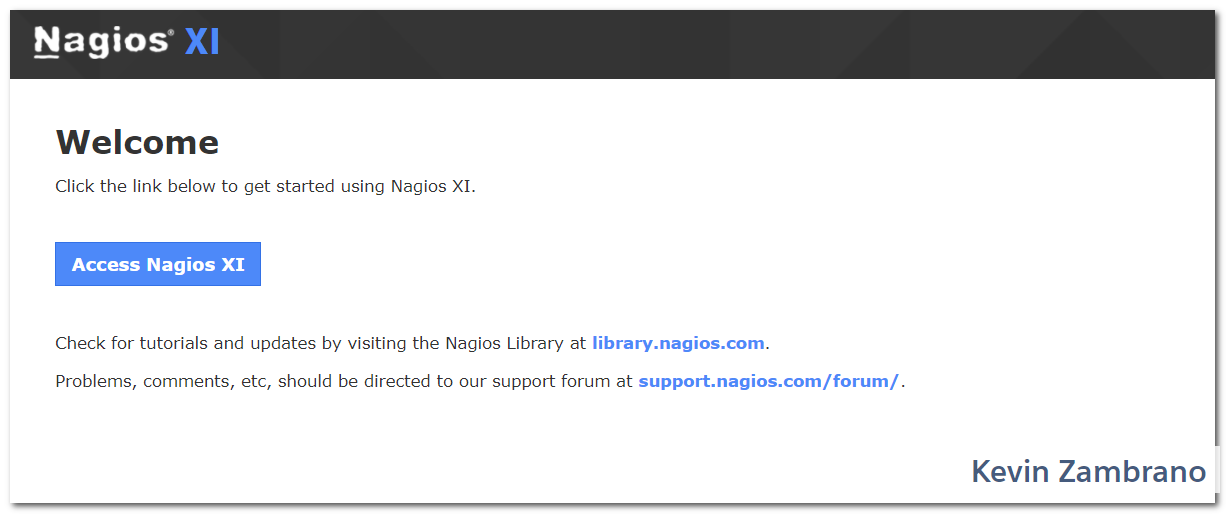 Nagios® XI
Welcome
Click the link below to get started using Nagios XI.
Access Nagios XI
Check for tutorials and updates by visiting the Nagios Library at library.nagios.com.
Problems, comments, etc, should be directed to our support forum at support.nagios.com/forum/.
Kevin Zambrano